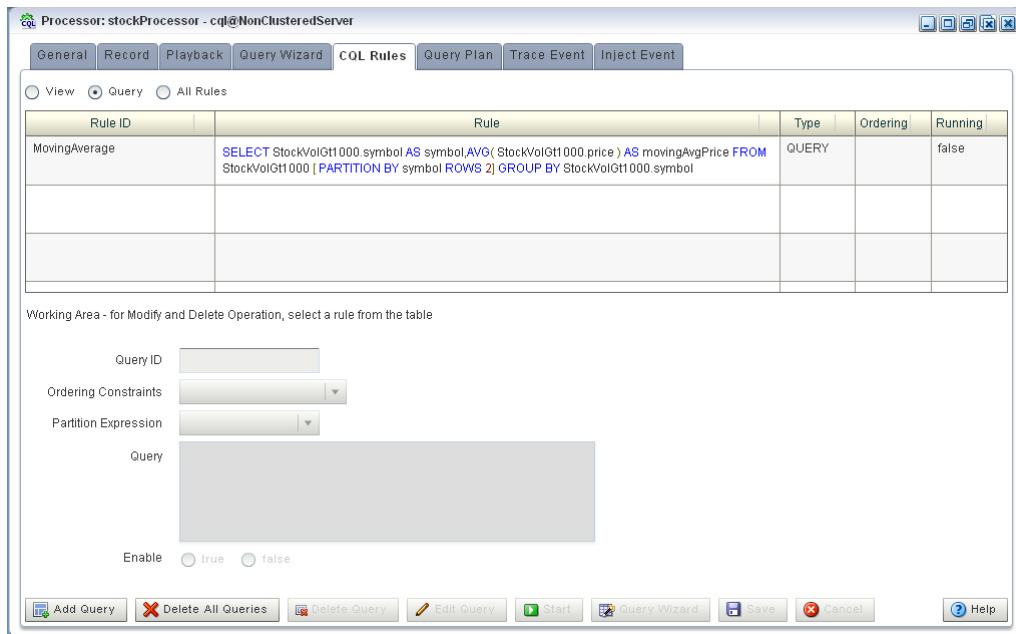 CQL Processor: stockProcessor - cql@NonClusteredServer
General Record Playback Query Wizard CQL Rules Query Plan Trace Event Inject Event
View Query All Rules
Rule ID Rule Type Ordering Running
MovingAverage SELECT StockVolGt1000.symbol AS symbol,AVG( StockVolGt1000.price ) AS movingAvgPrice FROM QUERY false
StockVolGt1000 [ PARTITION BY symbol ROWS 2] GROUP BY StockVolGt1000.symbol
Working Area - for Modify and Delete Operation, select a rule from the table
Query ID
Ordering Constraints
Partition Expression
Query
Enable true false
Add Query Delete All Queries Delete Query Edit Query Start Query Wizard Save Cancel Help